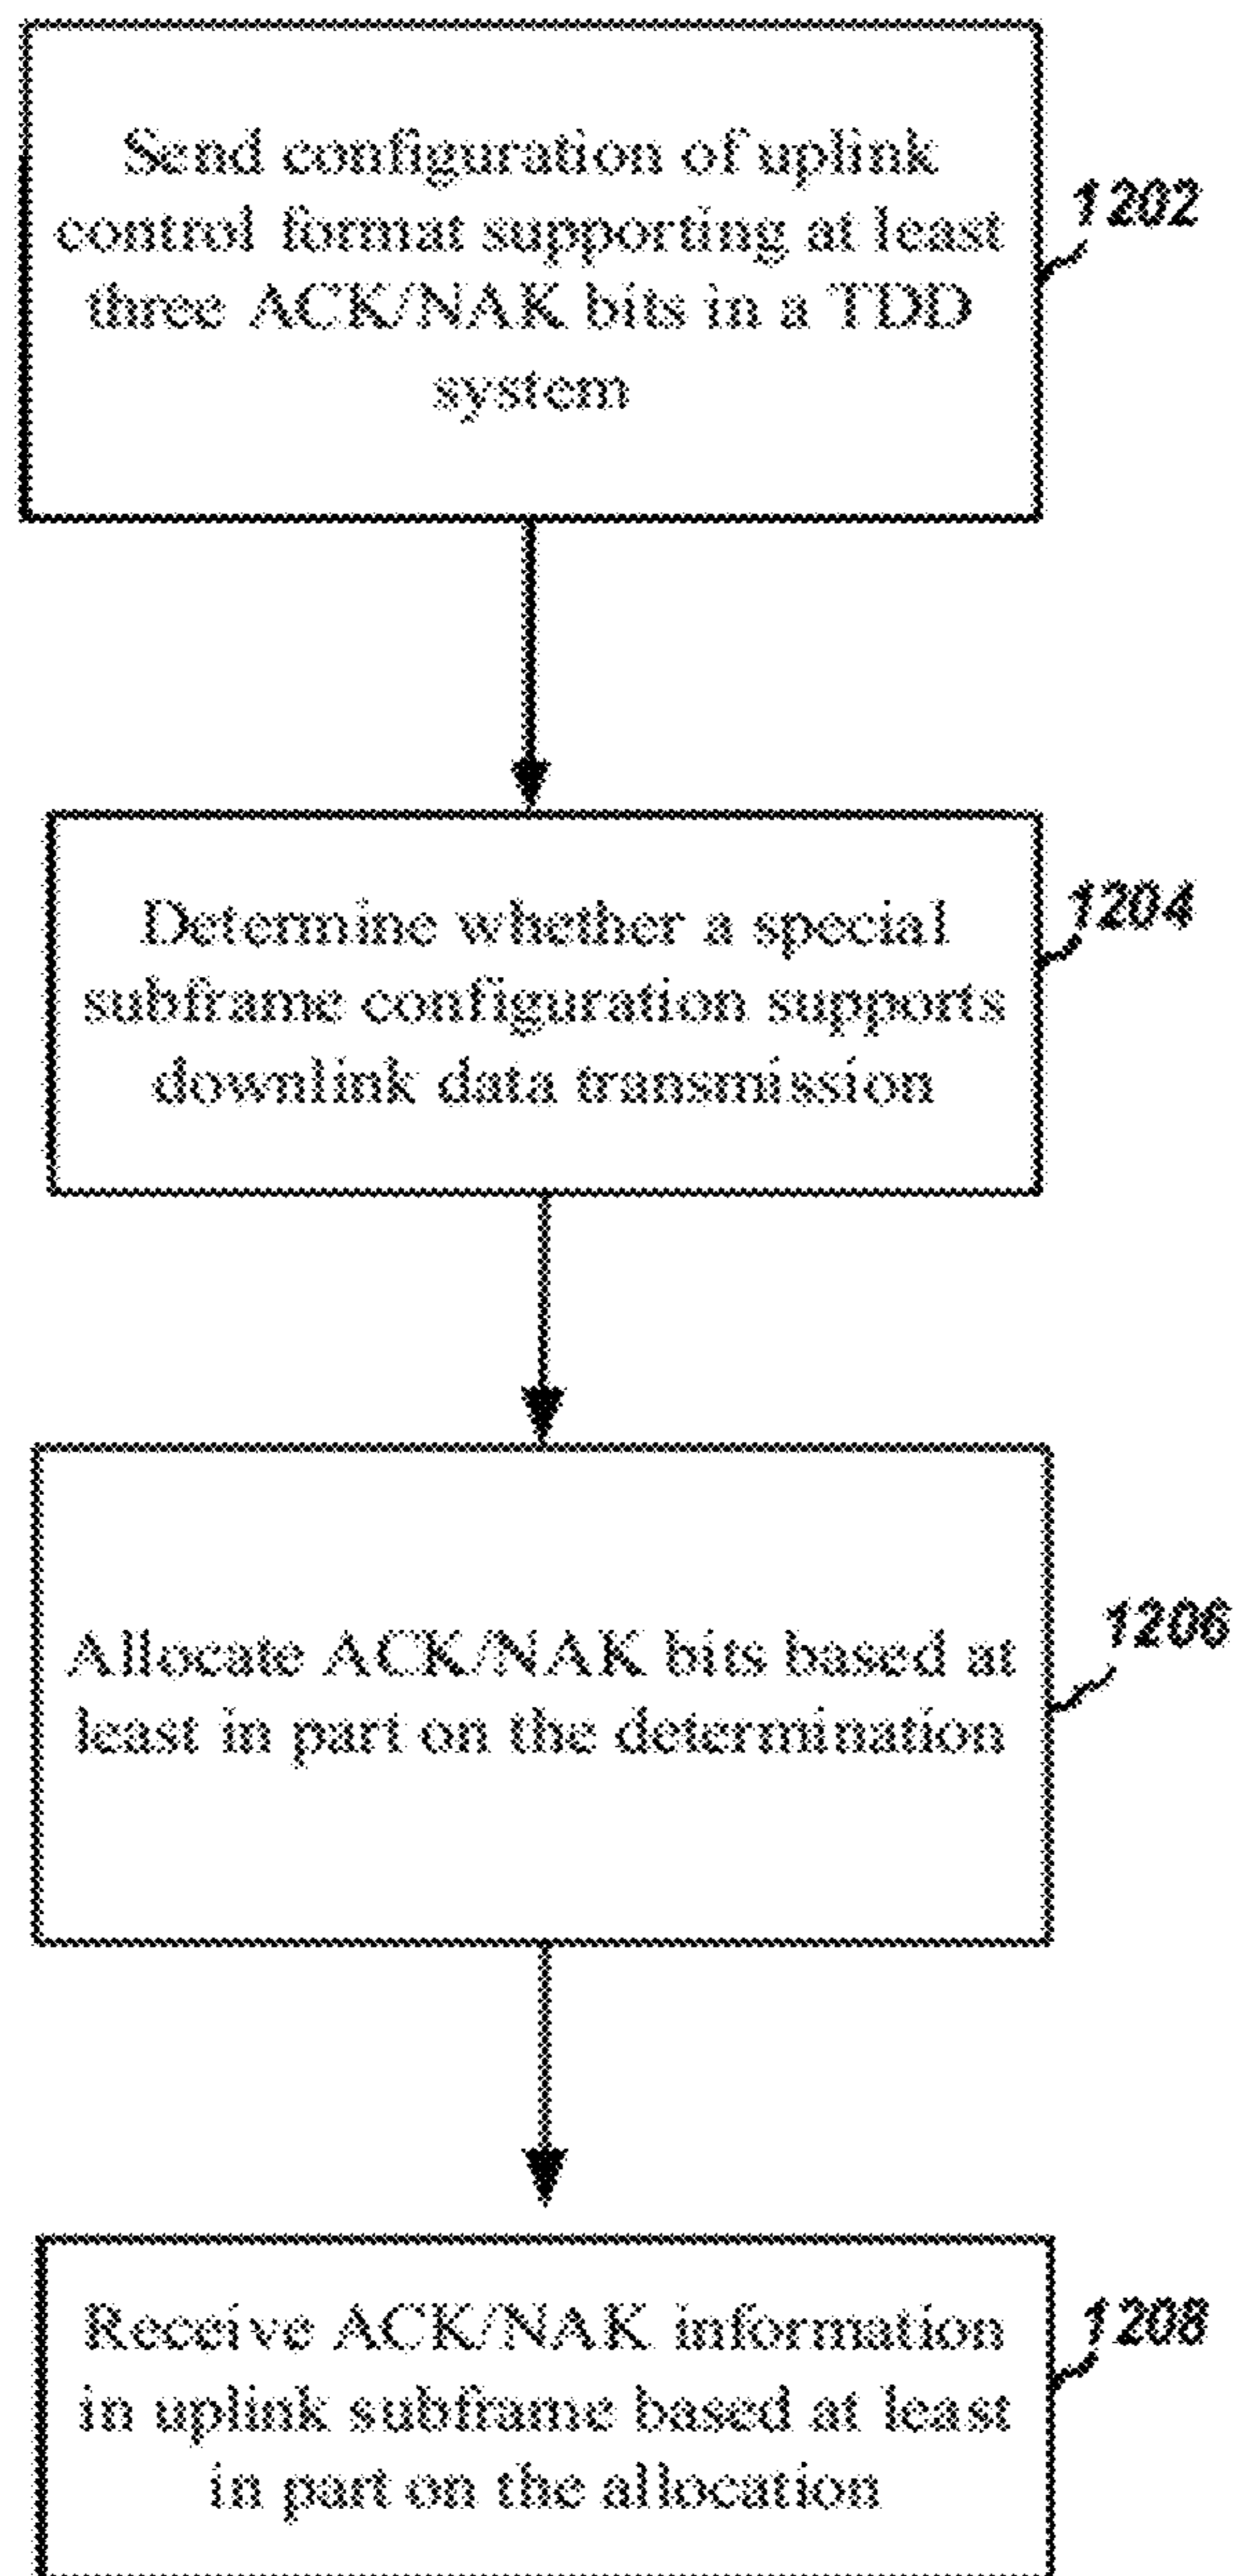 Send configuration of uplink
control format supporting at least
three ACK/NAK bits in a TDD
system
1202
Determine whether a special
subframe configuration supports
downlink data transmission
1204
Allocate ACK/NAK bits based at
least in part on the determination
1206
Receive ACK/NAK information
in uplink subframe based at least
in part on the allocation
1208